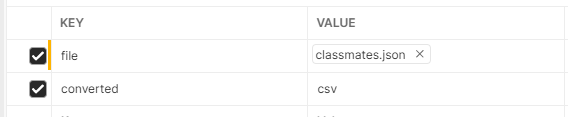 KEY VALUE
file classmates.json ×
converted csv